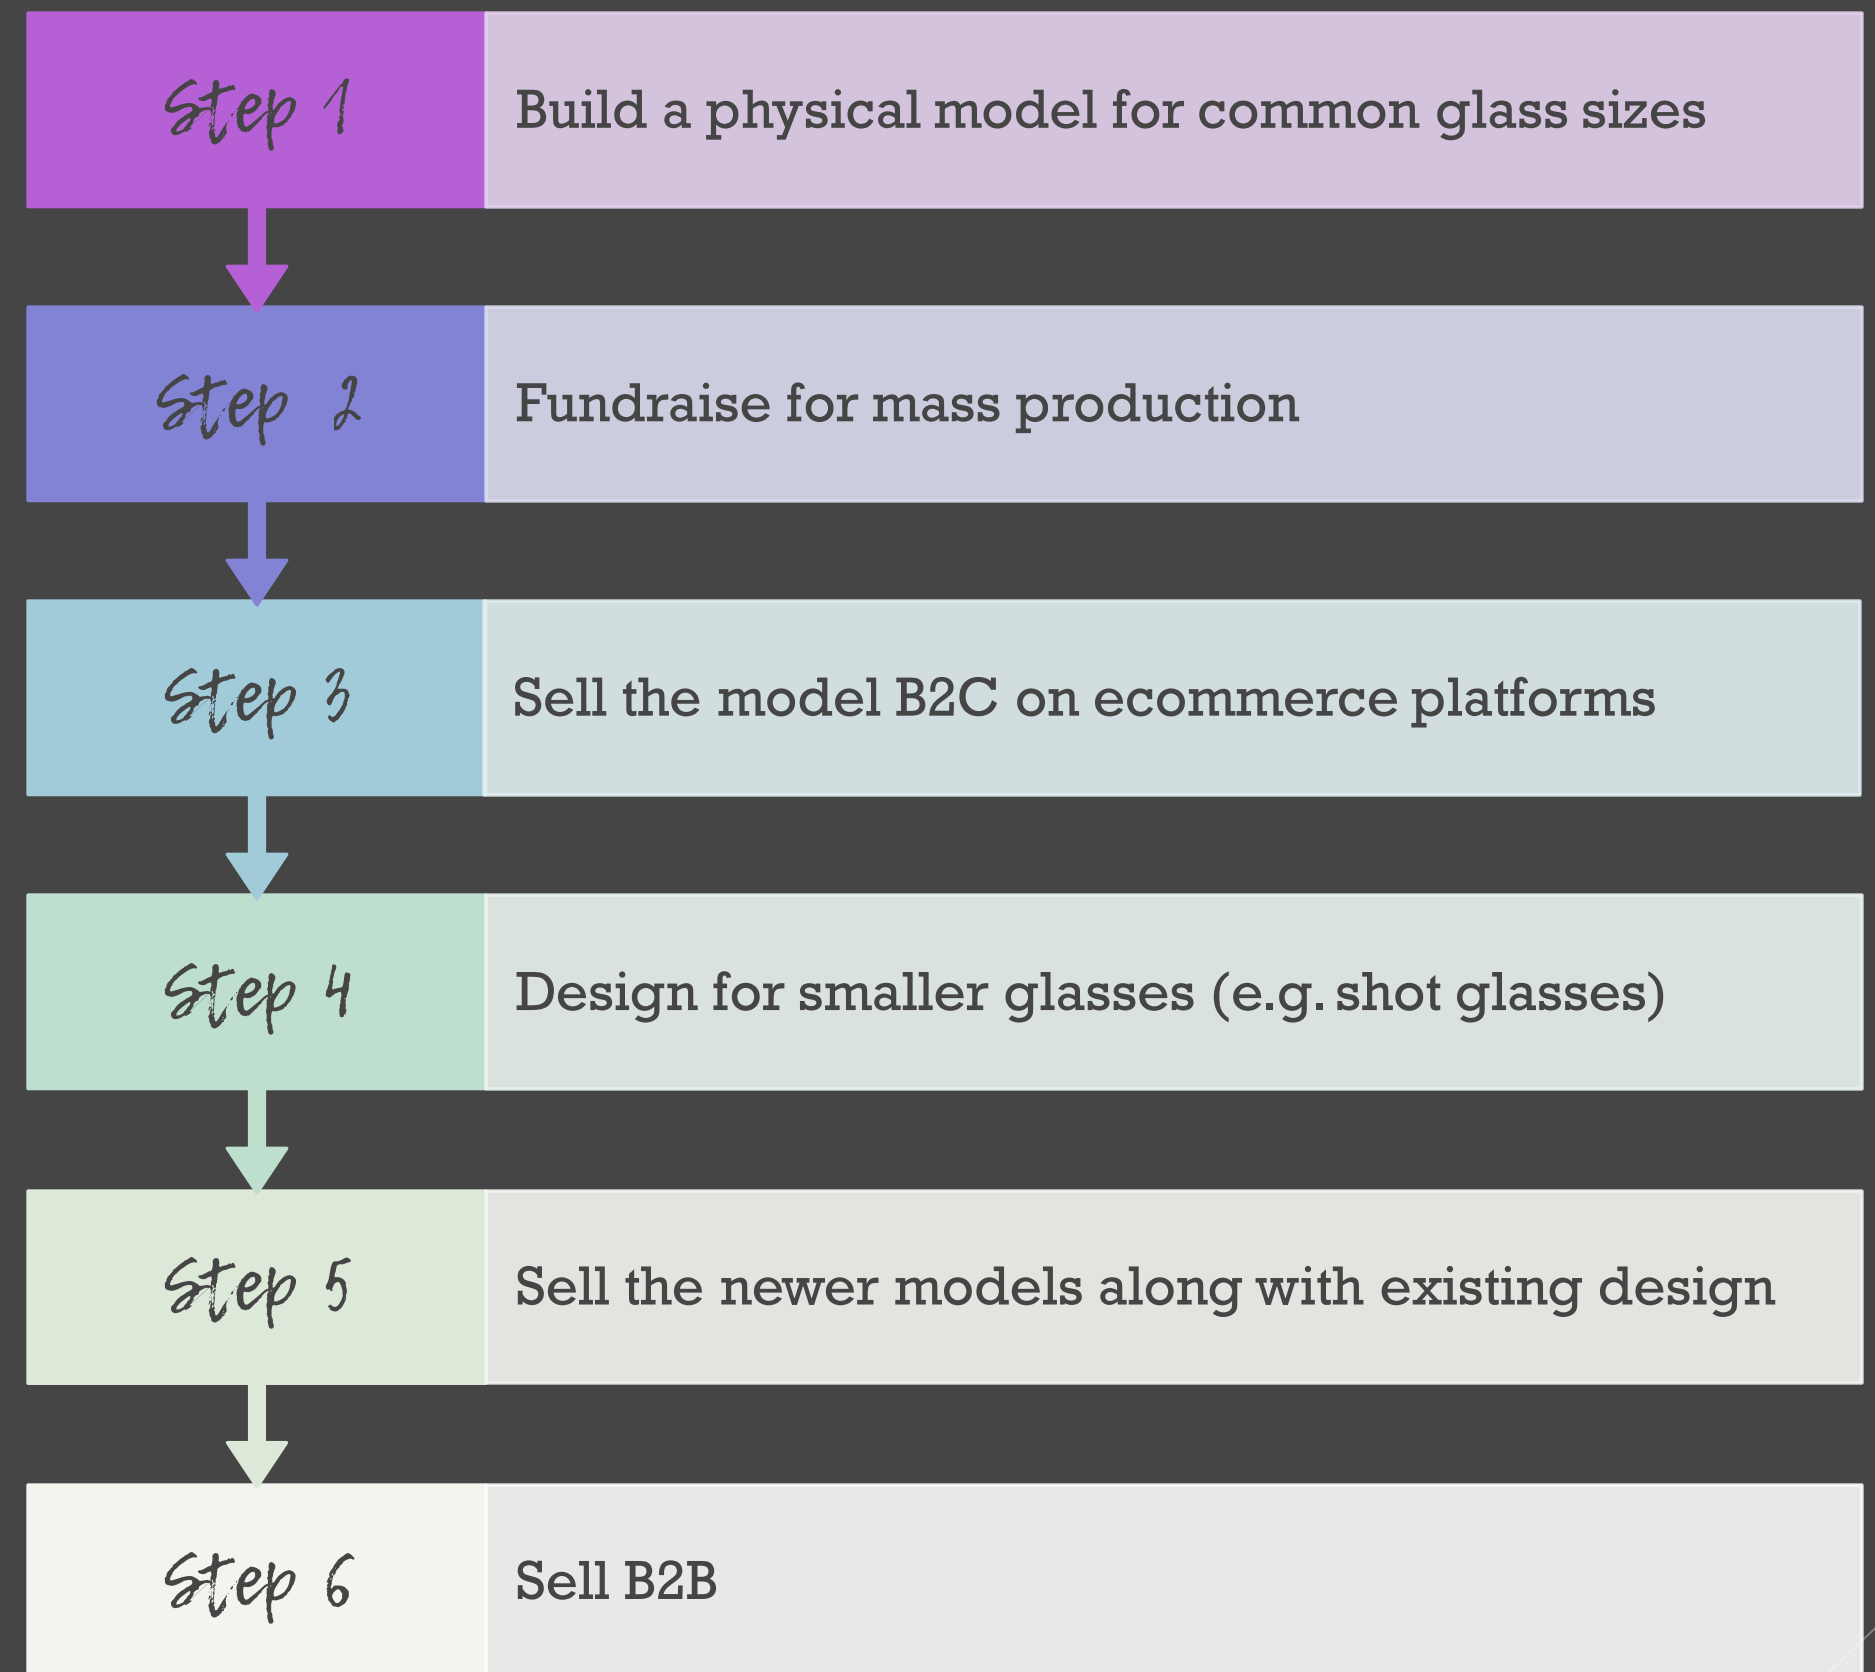 Step 1
Build a physical model for common glass sizes
Step 2
Fundraise for mass production
Step 3
Sell the model B2C on ecommerce platforms
Step 4
Design for smaller glasses (e.g. shot glasses)
Step 5
Sell the newer models along with existing design
Step 6
Sell B2B